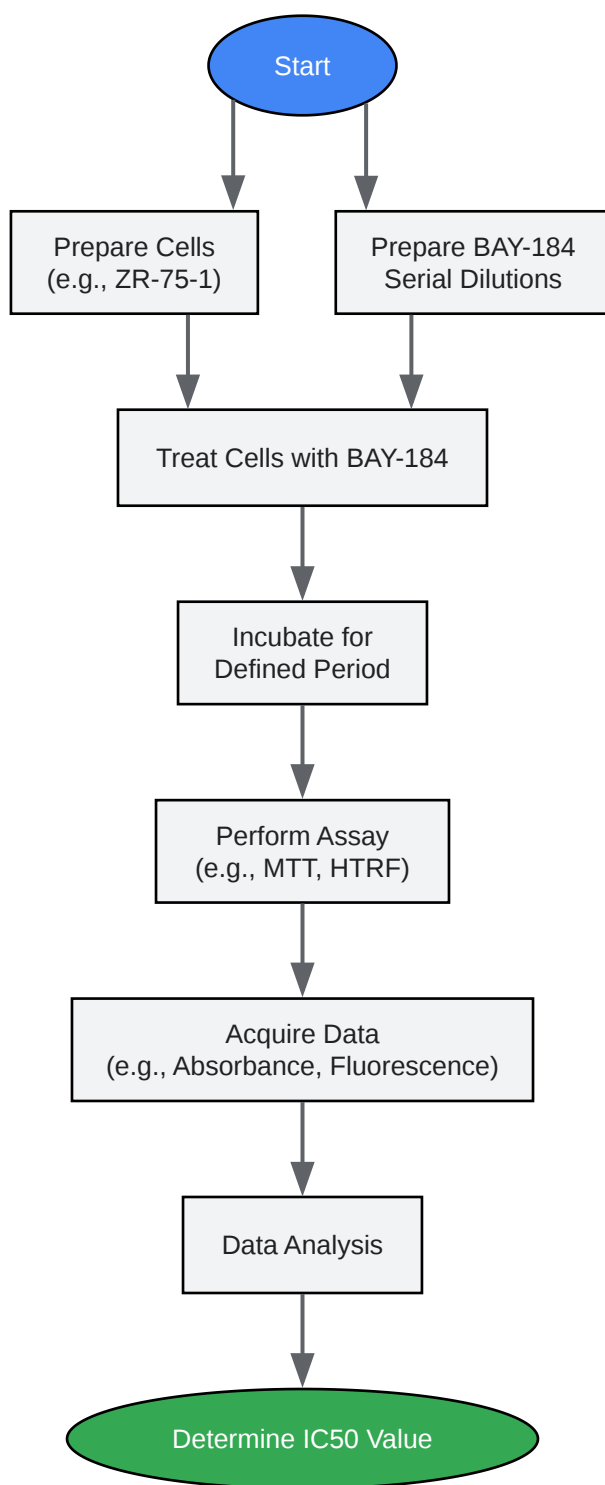 Start
Prepare Cells
(e.g., ZR-75-1)
Prepare BAY-184
Serial Dilutions
Treat Cells with BAY-184
Incubate for
Defined Period
Perform Assay
(e.g., MTT, HTRF)
Acquire Data
(e.g., Absorbance, Fluorescence)
Data Analysis
Determine IC50 Value